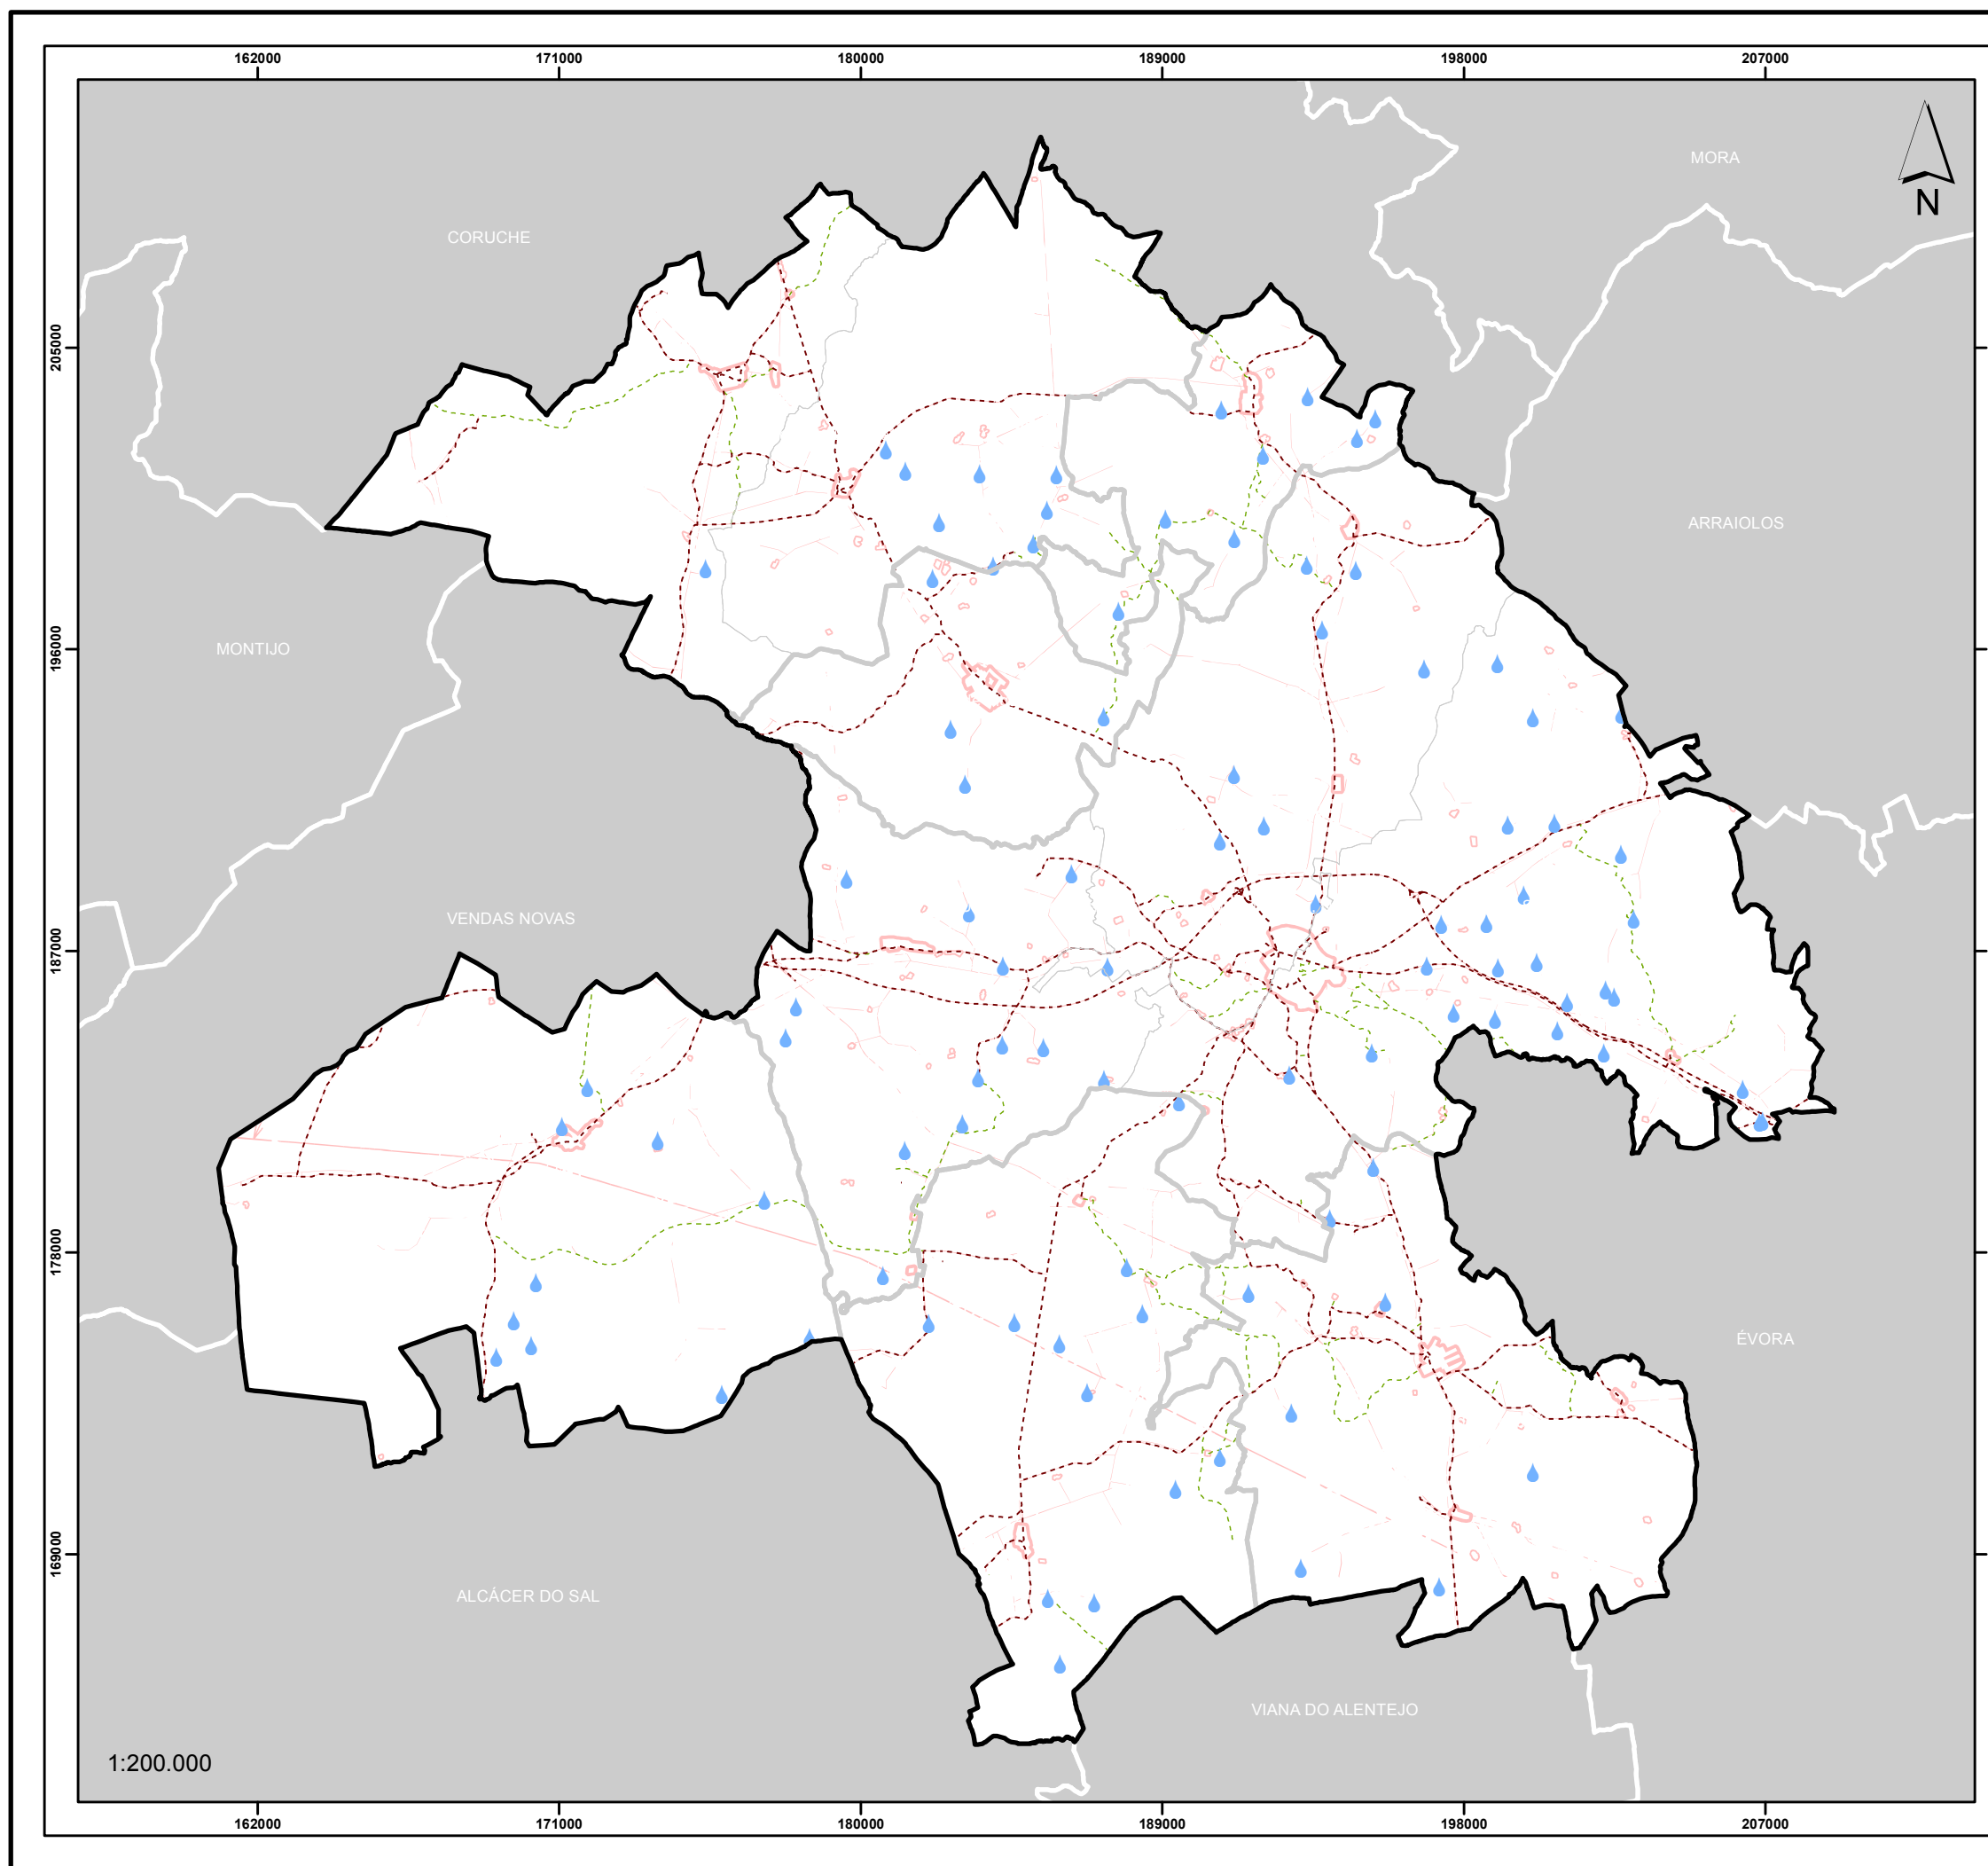 162000 171000 180000 189000 198000 207000
MORA
N
CORUCHE
205000
ARRAIOLOS
196000
MONTIJO
VENDAS NOVAS
187000
178000
ÉVORA
169000
ALCÁCER DO SAL
VIANA DO ALENTEJO
1:200.000
162000 171000 180000 189000 198000 207000